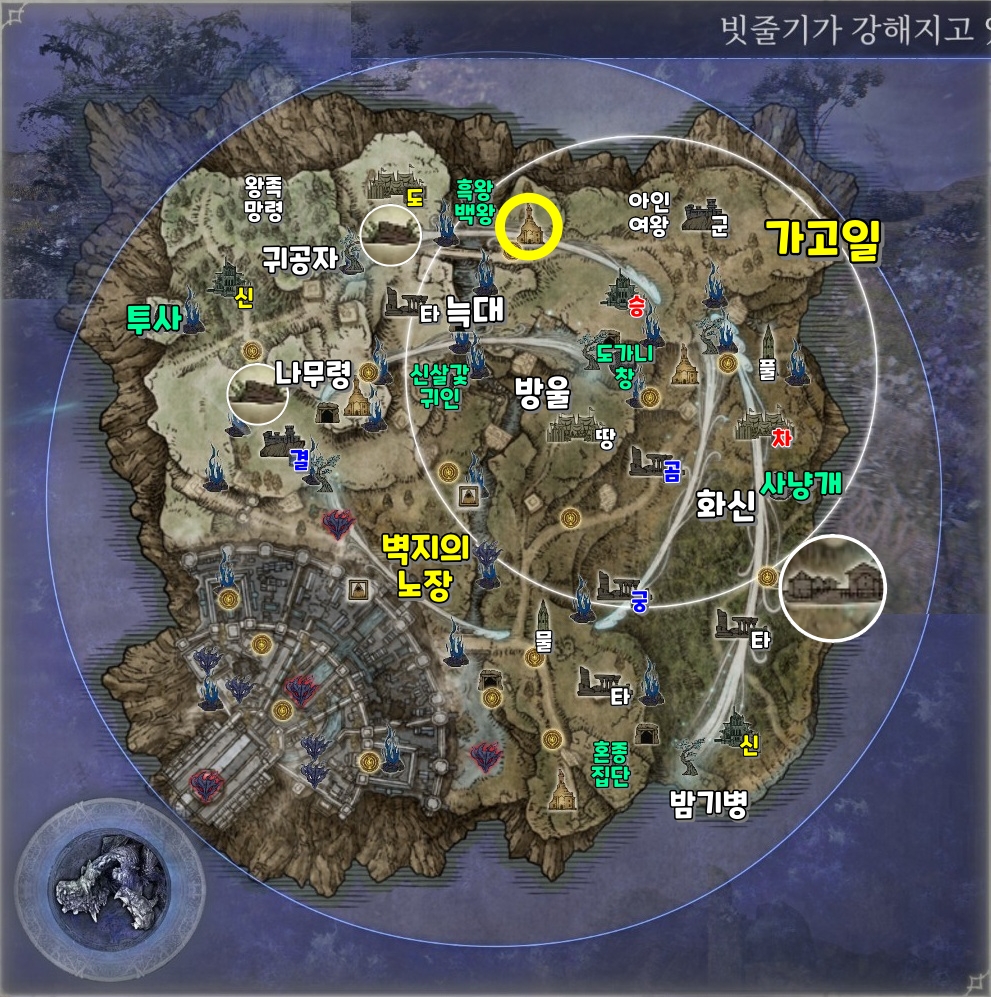 빗줄기가 강해지고
왕족
망령
도
흑왕
백왕
아인
여왕
군
가고일
귀공자
신
투사
타
늑대
승
도가니
창
풀
나무령
신살갗
귀인
방울
땅
차
결
곰
사냥개
화신
벽지의
노장
궁
물
타
타
신
혼종
집단
밤기병